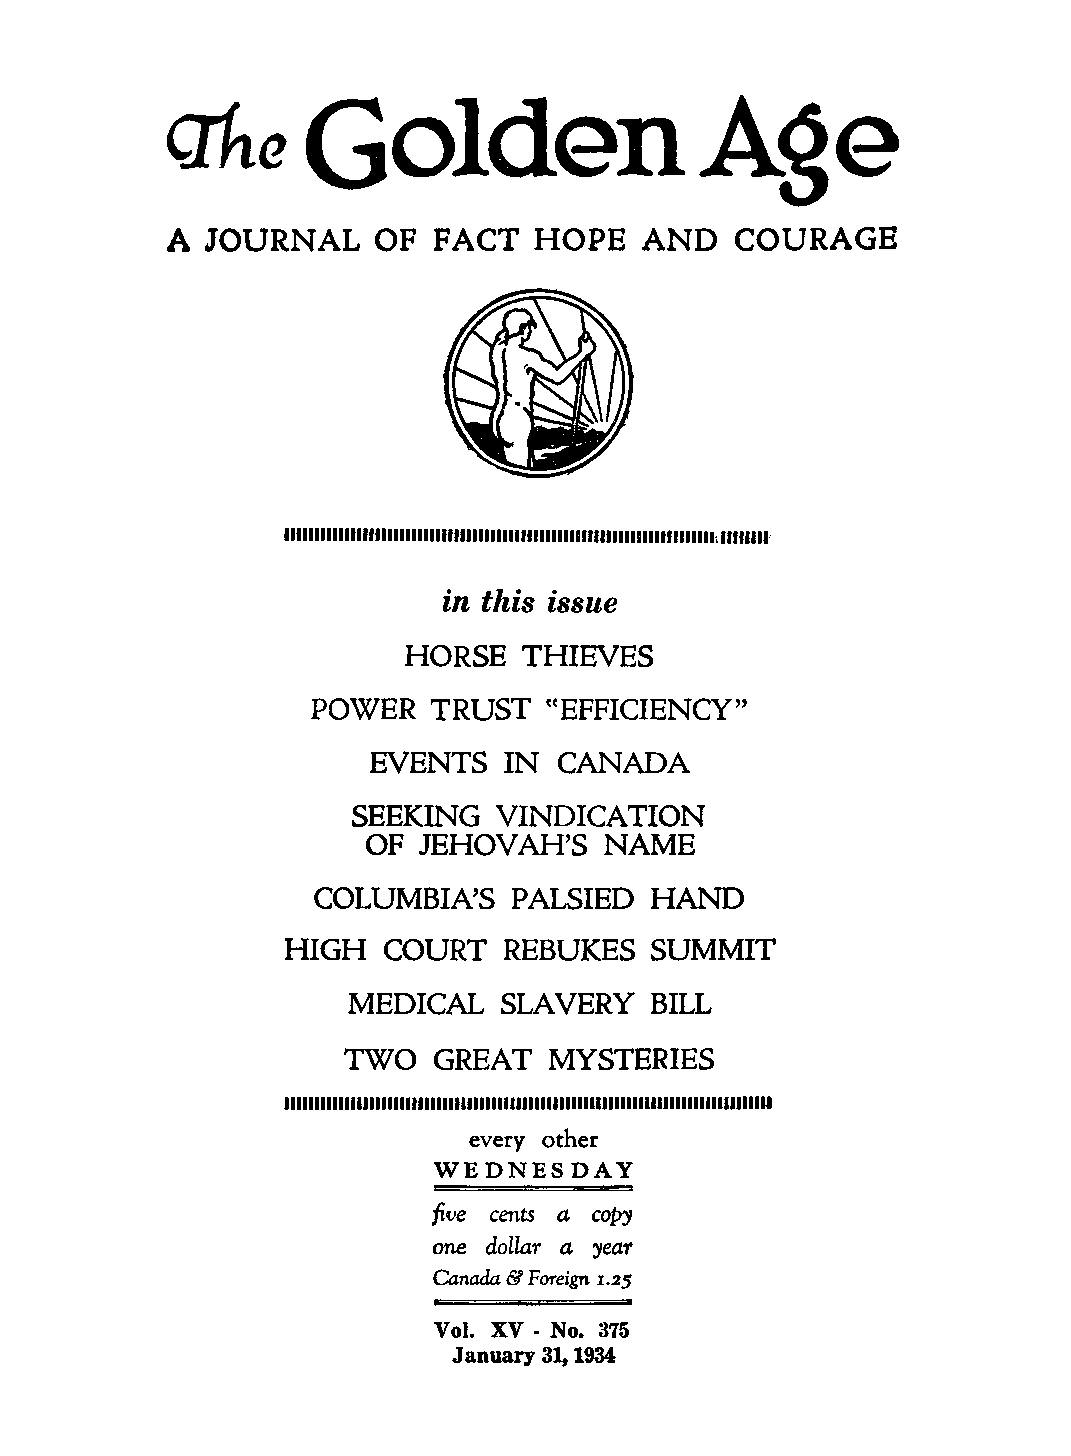 The Golden Age
A JOURNAL OF FACT HOPE AND COURAGE
in this issue
HORSE THIEVES
POWER TRUST "EFFICIENCY"
EVENTS IN CANADA
SEEKING VINDICATION
OF JEHOVAH'S NAME
COLUMBIA'S PALSIED HAND
HIGH COURT REBUKES SUMMIT
MEDICAL SLAVERY BILL
TWO GREAT MYSTERIES
every other
WEDNESDAY
five cents a copy
one dollar a year
Canada & Foreign 1.25
Vol. XV - No. 375
January 31, 1934